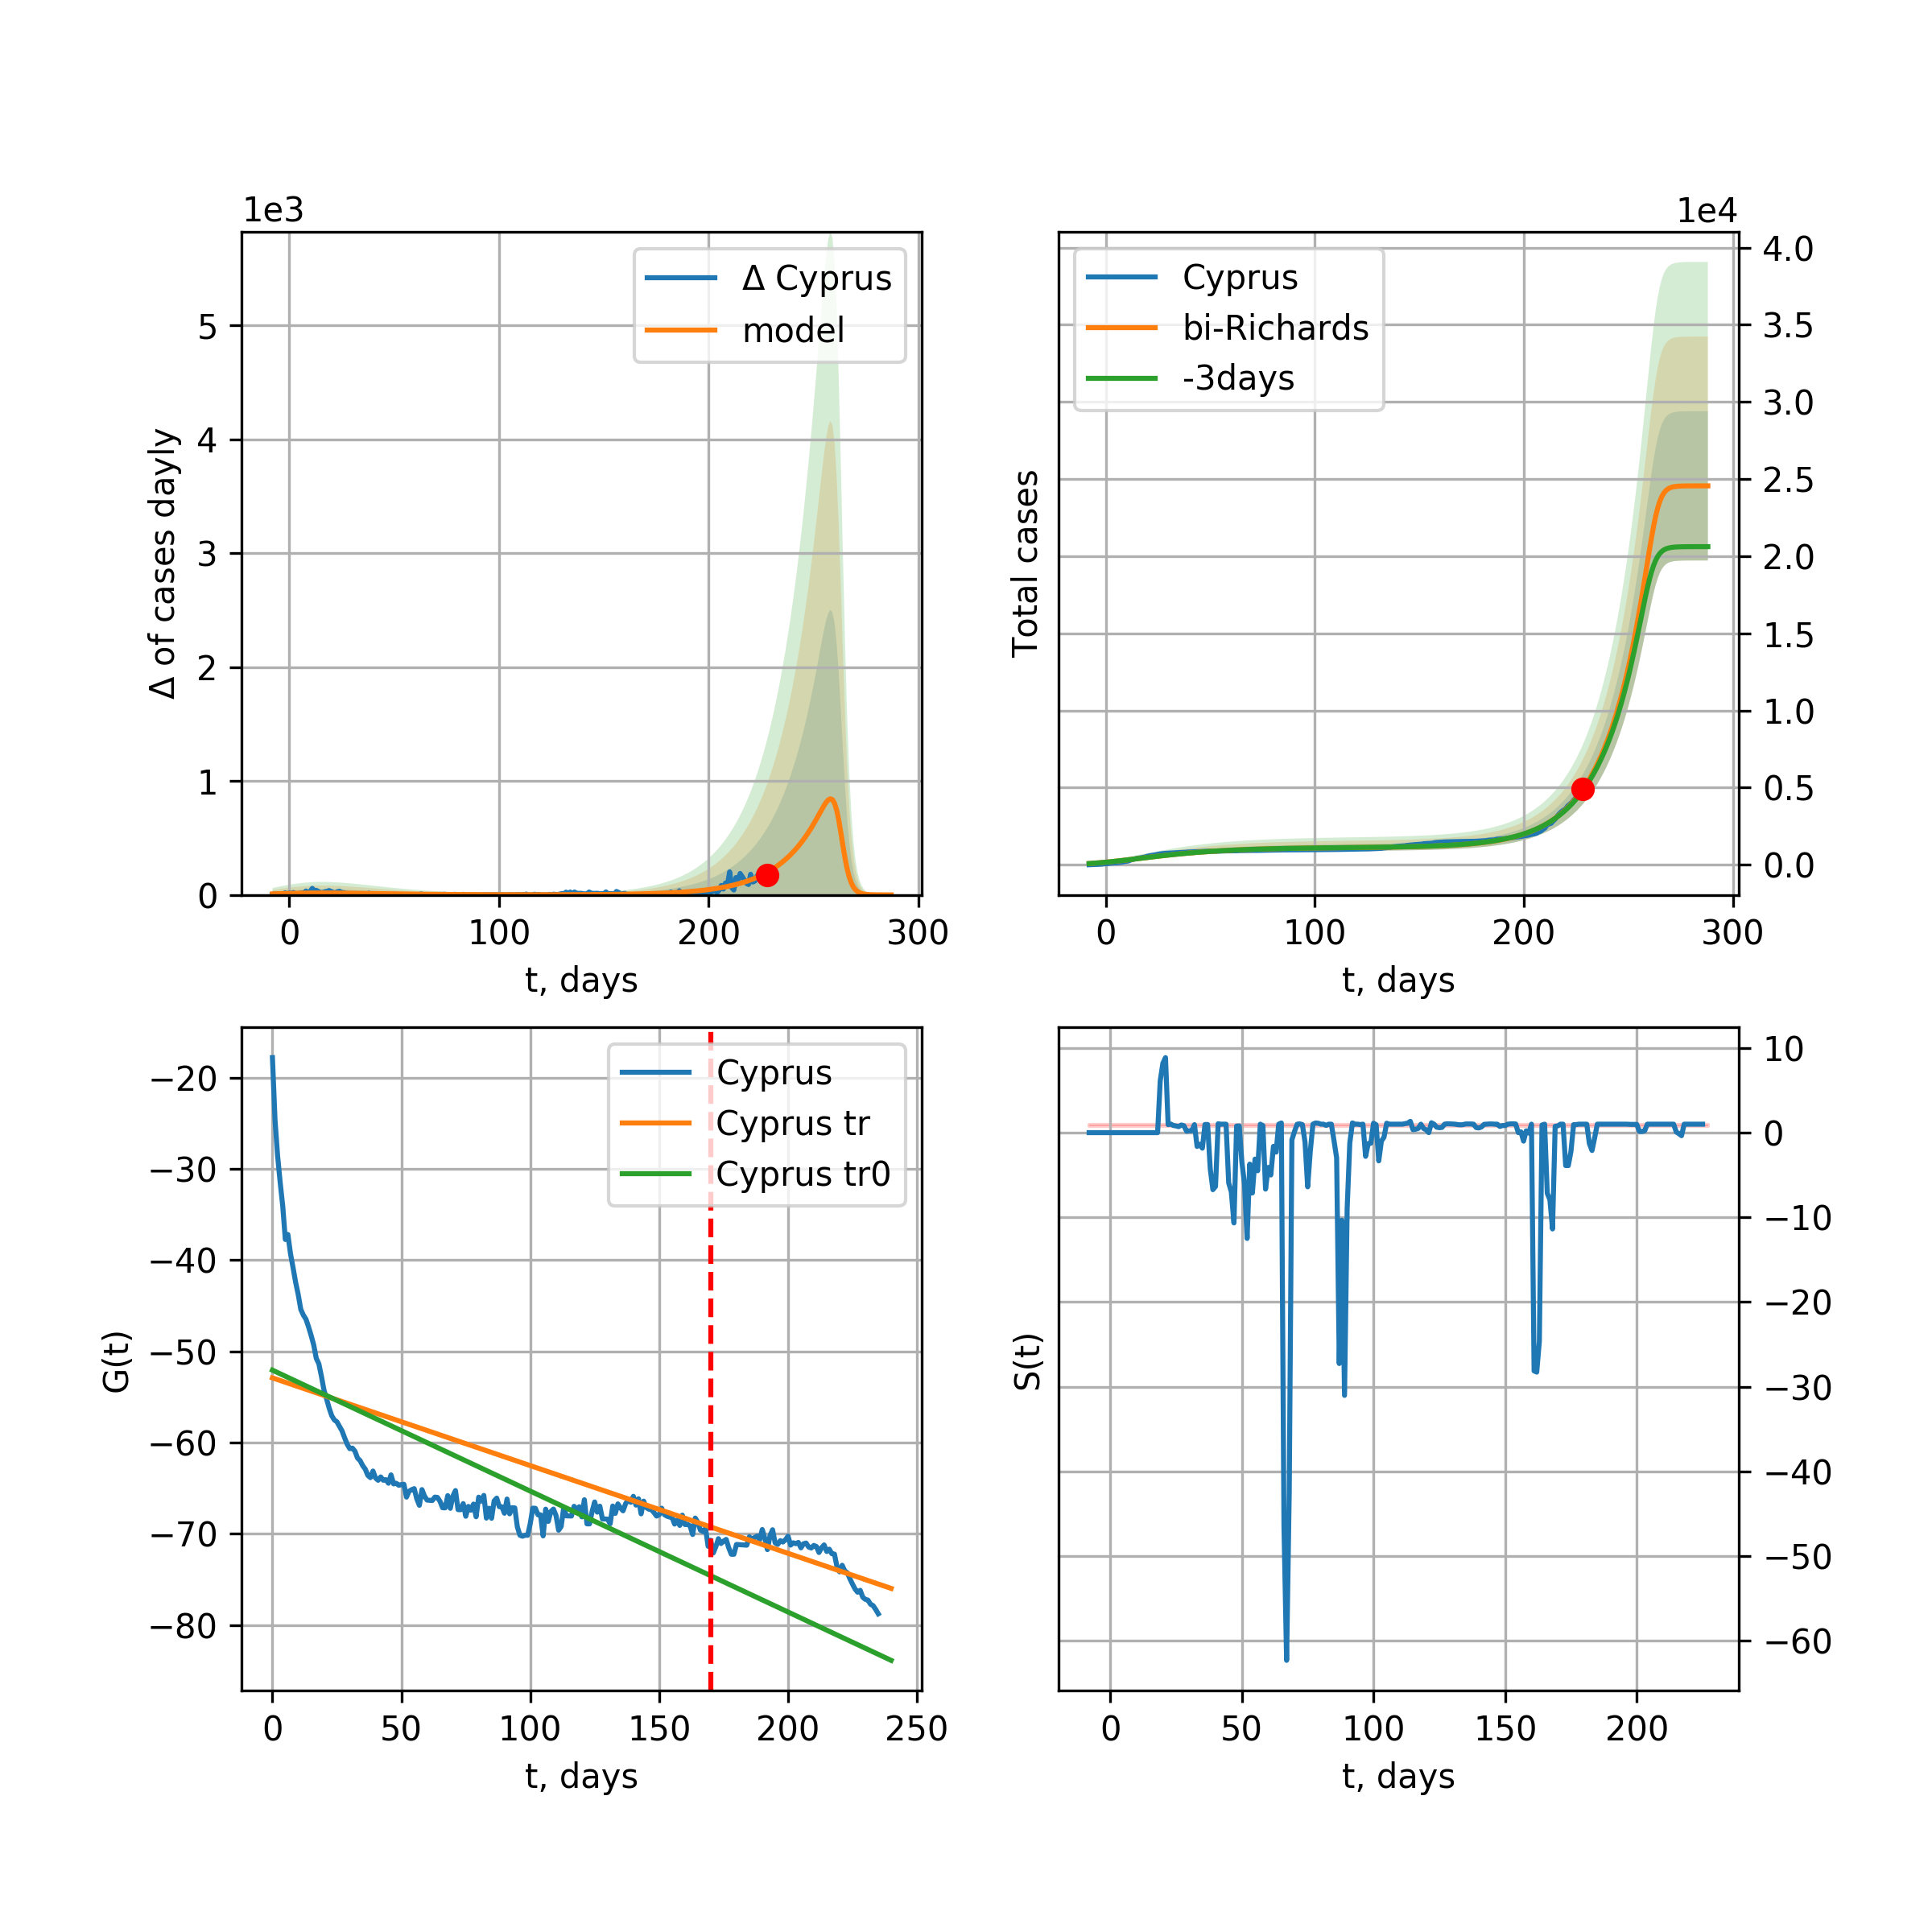 1e3
Δ of cases dayly
5
4
3
2
1
0
0 100 200 300
t, days
Δ Cyprus
model
1e4
Total cases
4.0
3.5
3.0
2.5
2.0
1.5
1.0
0.5
0.0
0 100 200 300
t, days
Cyprus
bi-Richards
-3days
G(t)
−20
−30
−40
−50
−60
−70
−80
0 50 100 150 200 250
t, days
Cyprus
Cyprus tr
Cyprus tr0
S(t)
10
0
−10
−20
−30
−40
−50
−60
0 50 100 150 200
t, days